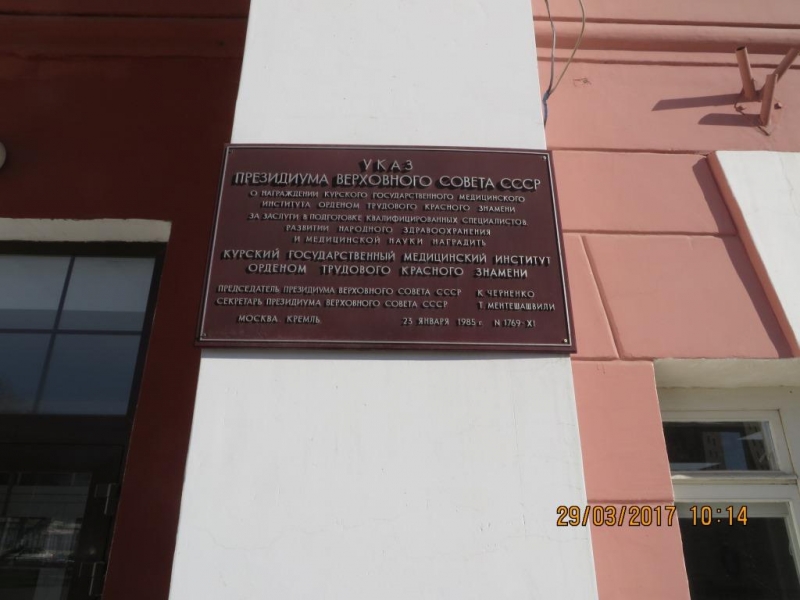 УКАЗ
ПРЕЗИДИУМА ВЕРХОВНОГО СОВЕТА СССР
О НАГРАЖДЕНИИ КУРСКОГО ГОСУДАРСТВЕННОГО МЕДИЦИНСКОГО
ИНСТИТУТА ОРДЕНОМ ТРУДОВОГО КРАСНОГО ЗНАМЕНИ
ЗА ЗАСЛУГИ В ПОДГОТОВКЕ КВАЛИФИЦИРОВАННЫХ СПЕЦИАЛИСТОВ,
РАЗВИТИИ НАРОДНОГО ЗДРАВООХРАНЕНИЯ
И МЕДИЦИНСКОЙ НАУКИ НАГРАДИТЬ
КУРСКИЙ ГОСУДАРСТВЕННЫЙ МЕДИЦИНСКИЙ ИНСТИТУТ
ОРДЕНОМ ТРУДОВОГО КРАСНОГО ЗНАМЕНИ
ПРЕДСЕДАТЕЛЬ ПРЕЗИДИУМА ВЕРХОВНОГО СОВЕТА СССР К. ЧЕРНЕНКО
СЕКРЕТАРЬ ПРЕЗИДИУМА ВЕРХОВНОГО СОВЕТА СССР Т. МЕНТЕШАШВИЛИ
МОСКВА КРЕМЛЬ. 23 ЯНВАРЯ 1985 г. N 1769-XI
29/03/2017 10:14